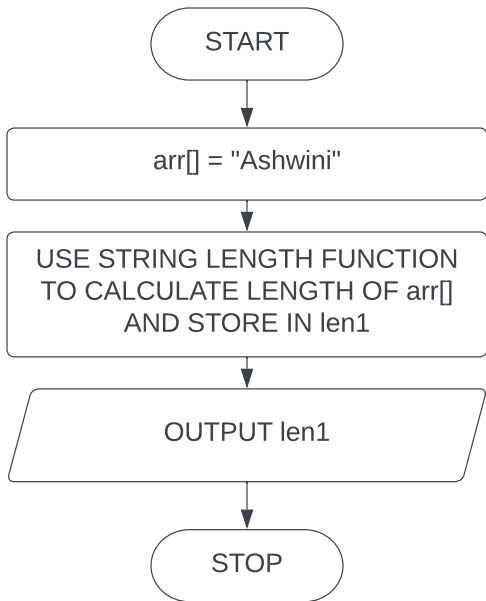 START
arr[] = "Ashwini"
USE STRING LENGTH FUNCTION
TO CALCULATE LENGTH OF arr[]
AND STORE IN len1
OUTPUT len1
STOP